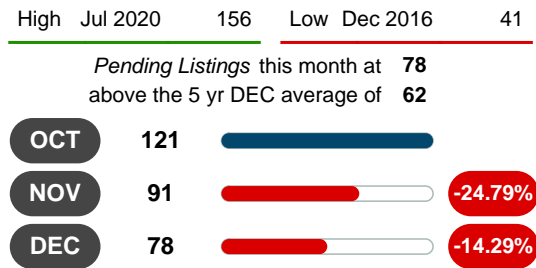 High Jul 2020 156 Low Dec 2016 41
Pending Listings this month at 78
above the 5 yr DEC average of 62
OCT 121
NOV 91 -24.79%
DEC 78 -14.29%